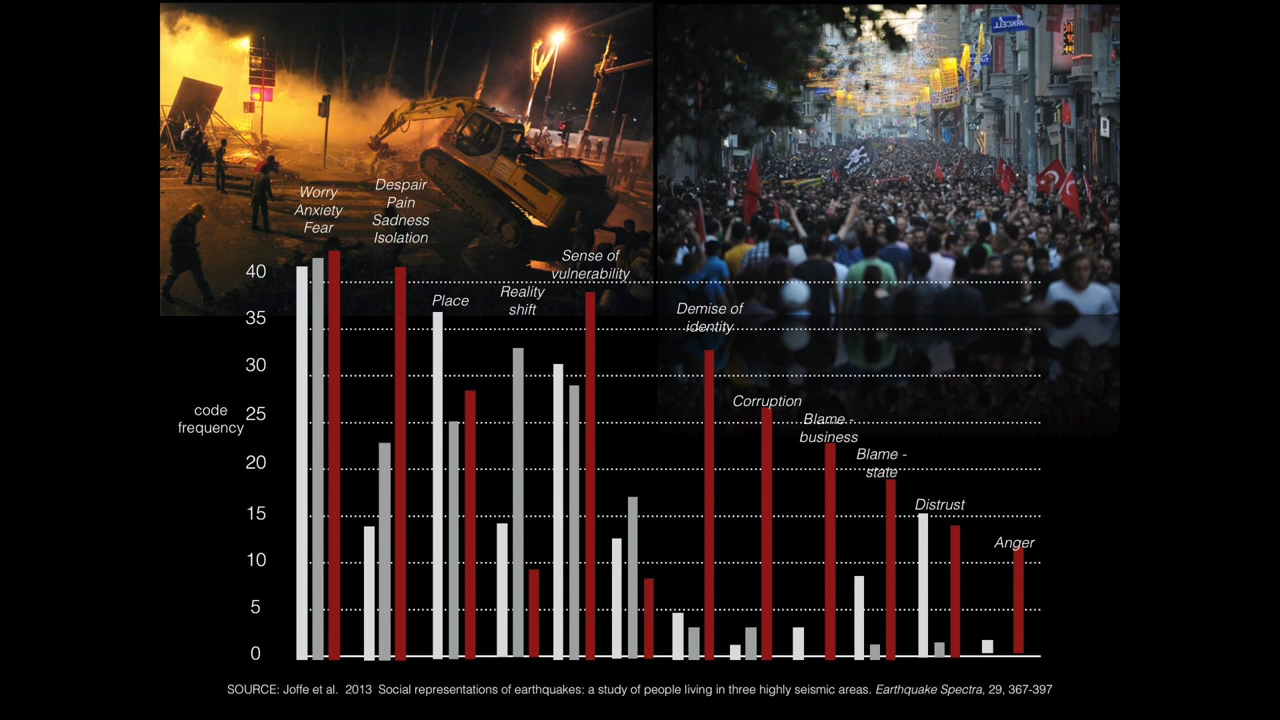 TURKCELL
Worry
Anxiety
Fear
Despair
Pain
Sadness
Isolation
Sense of
vulnerability
Place
Reality
shift
Demise of
identity
Corruption
Blame -
business
Blame -
state
Distrust
Anger
code
frequency
40
35
30
25
20
15
10
5
0
SOURCE: Joffe et al. 2013 Social representations of earthquakes: a study of people living in three highly seismic areas. Earthquake Spectra, 29, 367-397